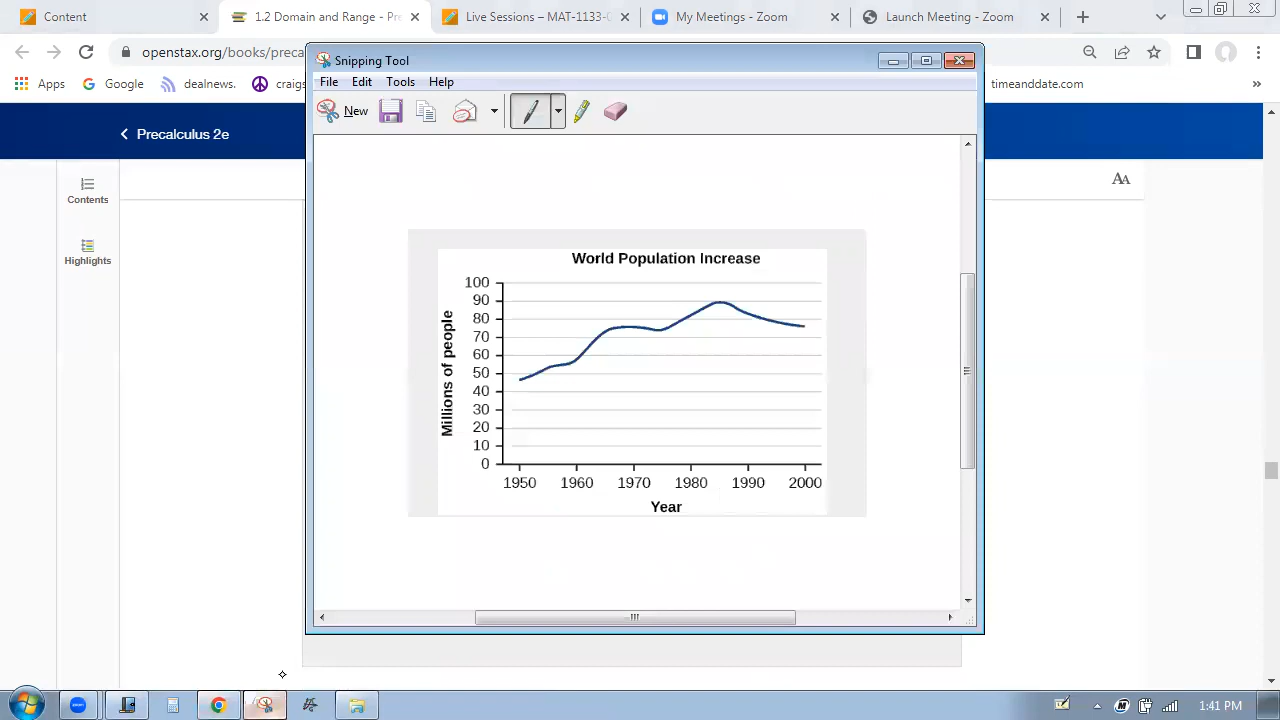 Content
1.2 Domain and Range - Pre
Live Sessions – MAT-1133-0
My Meetings - Zoom
Launch Meeting - Zoom
openstax.org/books/preca
Apps
Google
dealnews.
craigs
timeanddate.com
»
Snipping Tool
File Edit Tools Help
New
Precalculus 2e
Contents
Highlights
AA
World Population Increase
Millions of people
100
90
80
70
60
50
40
30
20
10
0
1950 1960 1970 1980 1990 2000
Year
1:41 PM